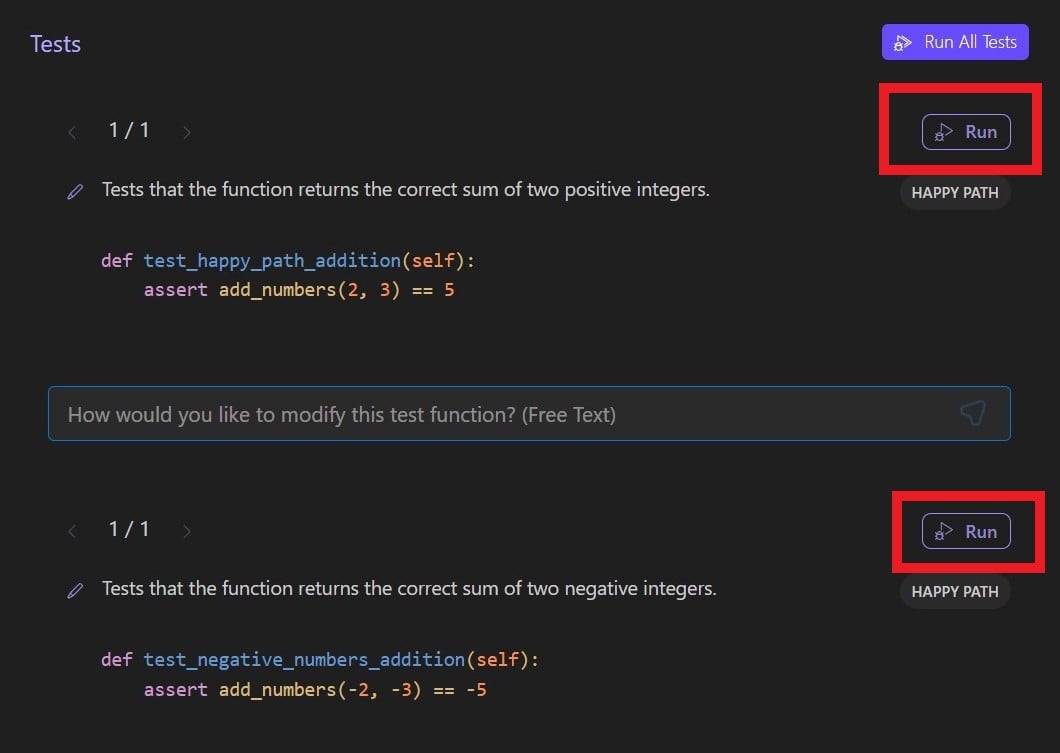 Tests
Run All Tests
1 / 1
Run
Tests that the function returns the correct sum of two positive integers.
HAPPY PATH
def test_happy_path_addition(self):
    assert add_numbers(2, 3) == 5
How would you like to modify this test function? (Free Text)
1 / 1
Run
Tests that the function returns the correct sum of two negative integers.
HAPPY PATH
def test_negative_numbers_addition(self):
    assert add_numbers(-2, -3) == -5